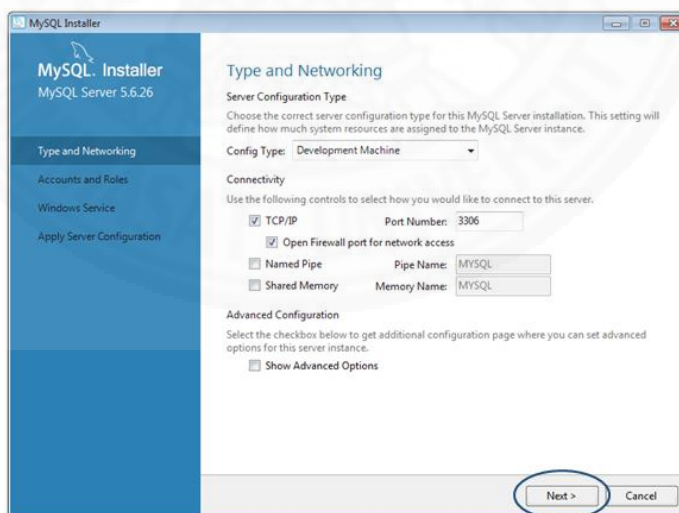 MySQL Installer
MySQL. Installer
MySQL Server 5.6.26
Type and Networking
Accounts and Roles
Windows Service
Apply Server Configuration
Type and Networking
Server Configuration Type
Choose the correct server configuration type for this MySQL Server installation. This setting will
define how much system resources are assigned to the MySQL Server instance.
Config Type: Development Machine
Connectivity
Use the following controls to select how you would like to connect to this server.
TCP/IP Port Number: 3306
Open Firewall port for network access
Named Pipe Pipe Name: MYSQL
Shared Memory Memory Name: MYSQL
Advanced Configuration
Select the checkbox below to get additional configuration page where you can set advanced
options for this server instance.
Show Advanced Options
Next > Cancel